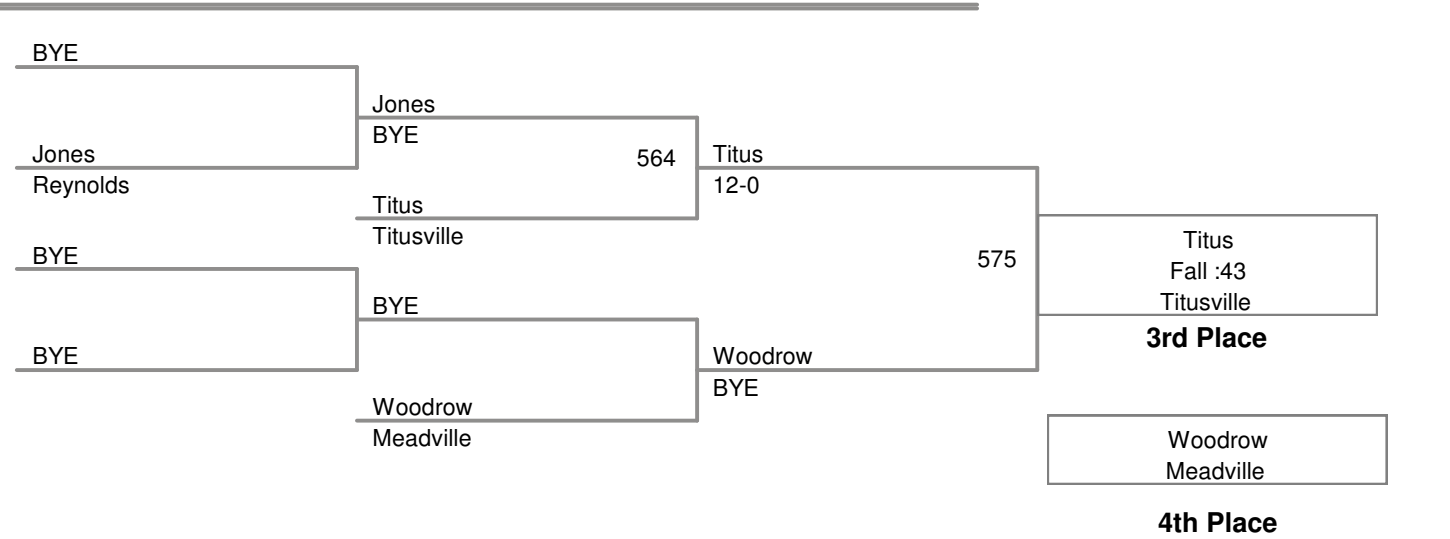 BYE
Jones
BYE
Jones
Reynolds
564
Titus
12-0
Titus
Titusville
BYE
575
Titus
Fall :43
Titusville
3rd Place
BYE
BYE
Woodrow
BYE
Woodrow
Meadville
Woodrow
Meadville
4th Place